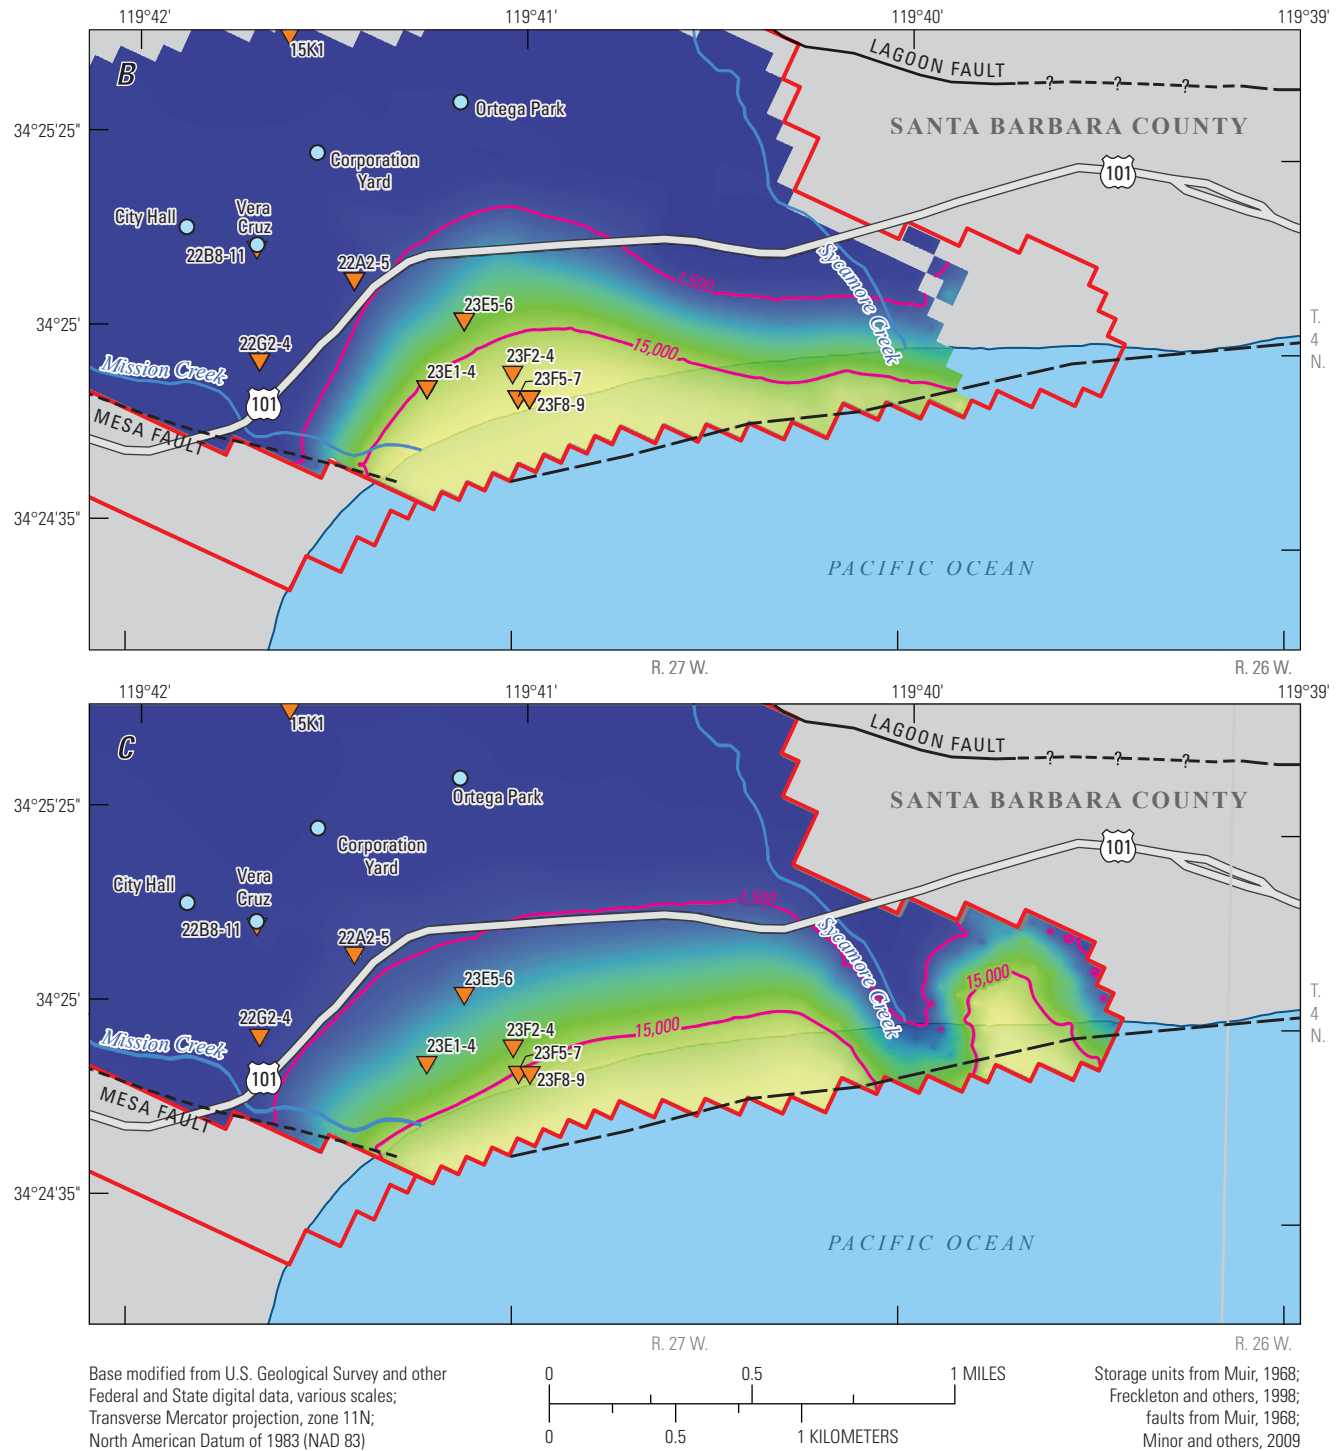 119°42'
119°41'
119°40'
119°39'
15K1
B
LAGOON FAULT
? ? ?
Ortega Park
34°25'25"
SANTA BARBARA COUNTY
Corporation
Yard
101
City Hall
Vera
Cruz
22B8-11
22A2-5
Sycamore Creek
1,500
23E5-6
34°25'
T.
4
N.
22G2-4
15,000
23F2-4
Mission Creek
23E1-4
23F5-7
23F8-9
101
MESA FAULT
34°24'35"
PACIFIC OCEAN
R. 27 W.
R. 26 W.
119°42'
119°41'
119°40'
119°39'
15K1
C
LAGOON FAULT
? ? ?
Ortega Park
34°25'25"
SANTA BARBARA COUNTY
Corporation
Yard
101
City Hall
Vera
Cruz
22B8-11
1,500
22A2-5
Sycamore Creek
23E5-6
15,000
34°25'
T.
4
N.
22G2-4
15,000
23F2-4
Mission Creek
23E1-4
23F5-7
23F8-9
101
MESA FAULT
34°24'35"
PACIFIC OCEAN
R. 27 W.
R. 26 W.
Base modified from U.S. Geological Survey and other
Federal and State digital data, various scales;
Transverse Mercator projection, zone 11N;
North American Datum of 1983 (NAD 83)
0 0.5 1 MILES
0 0.5 1 KILOMETERS
Storage units from Muir, 1968;
Freckleton and others, 1998;
faults from Muir, 1968;
Minor and others, 2009